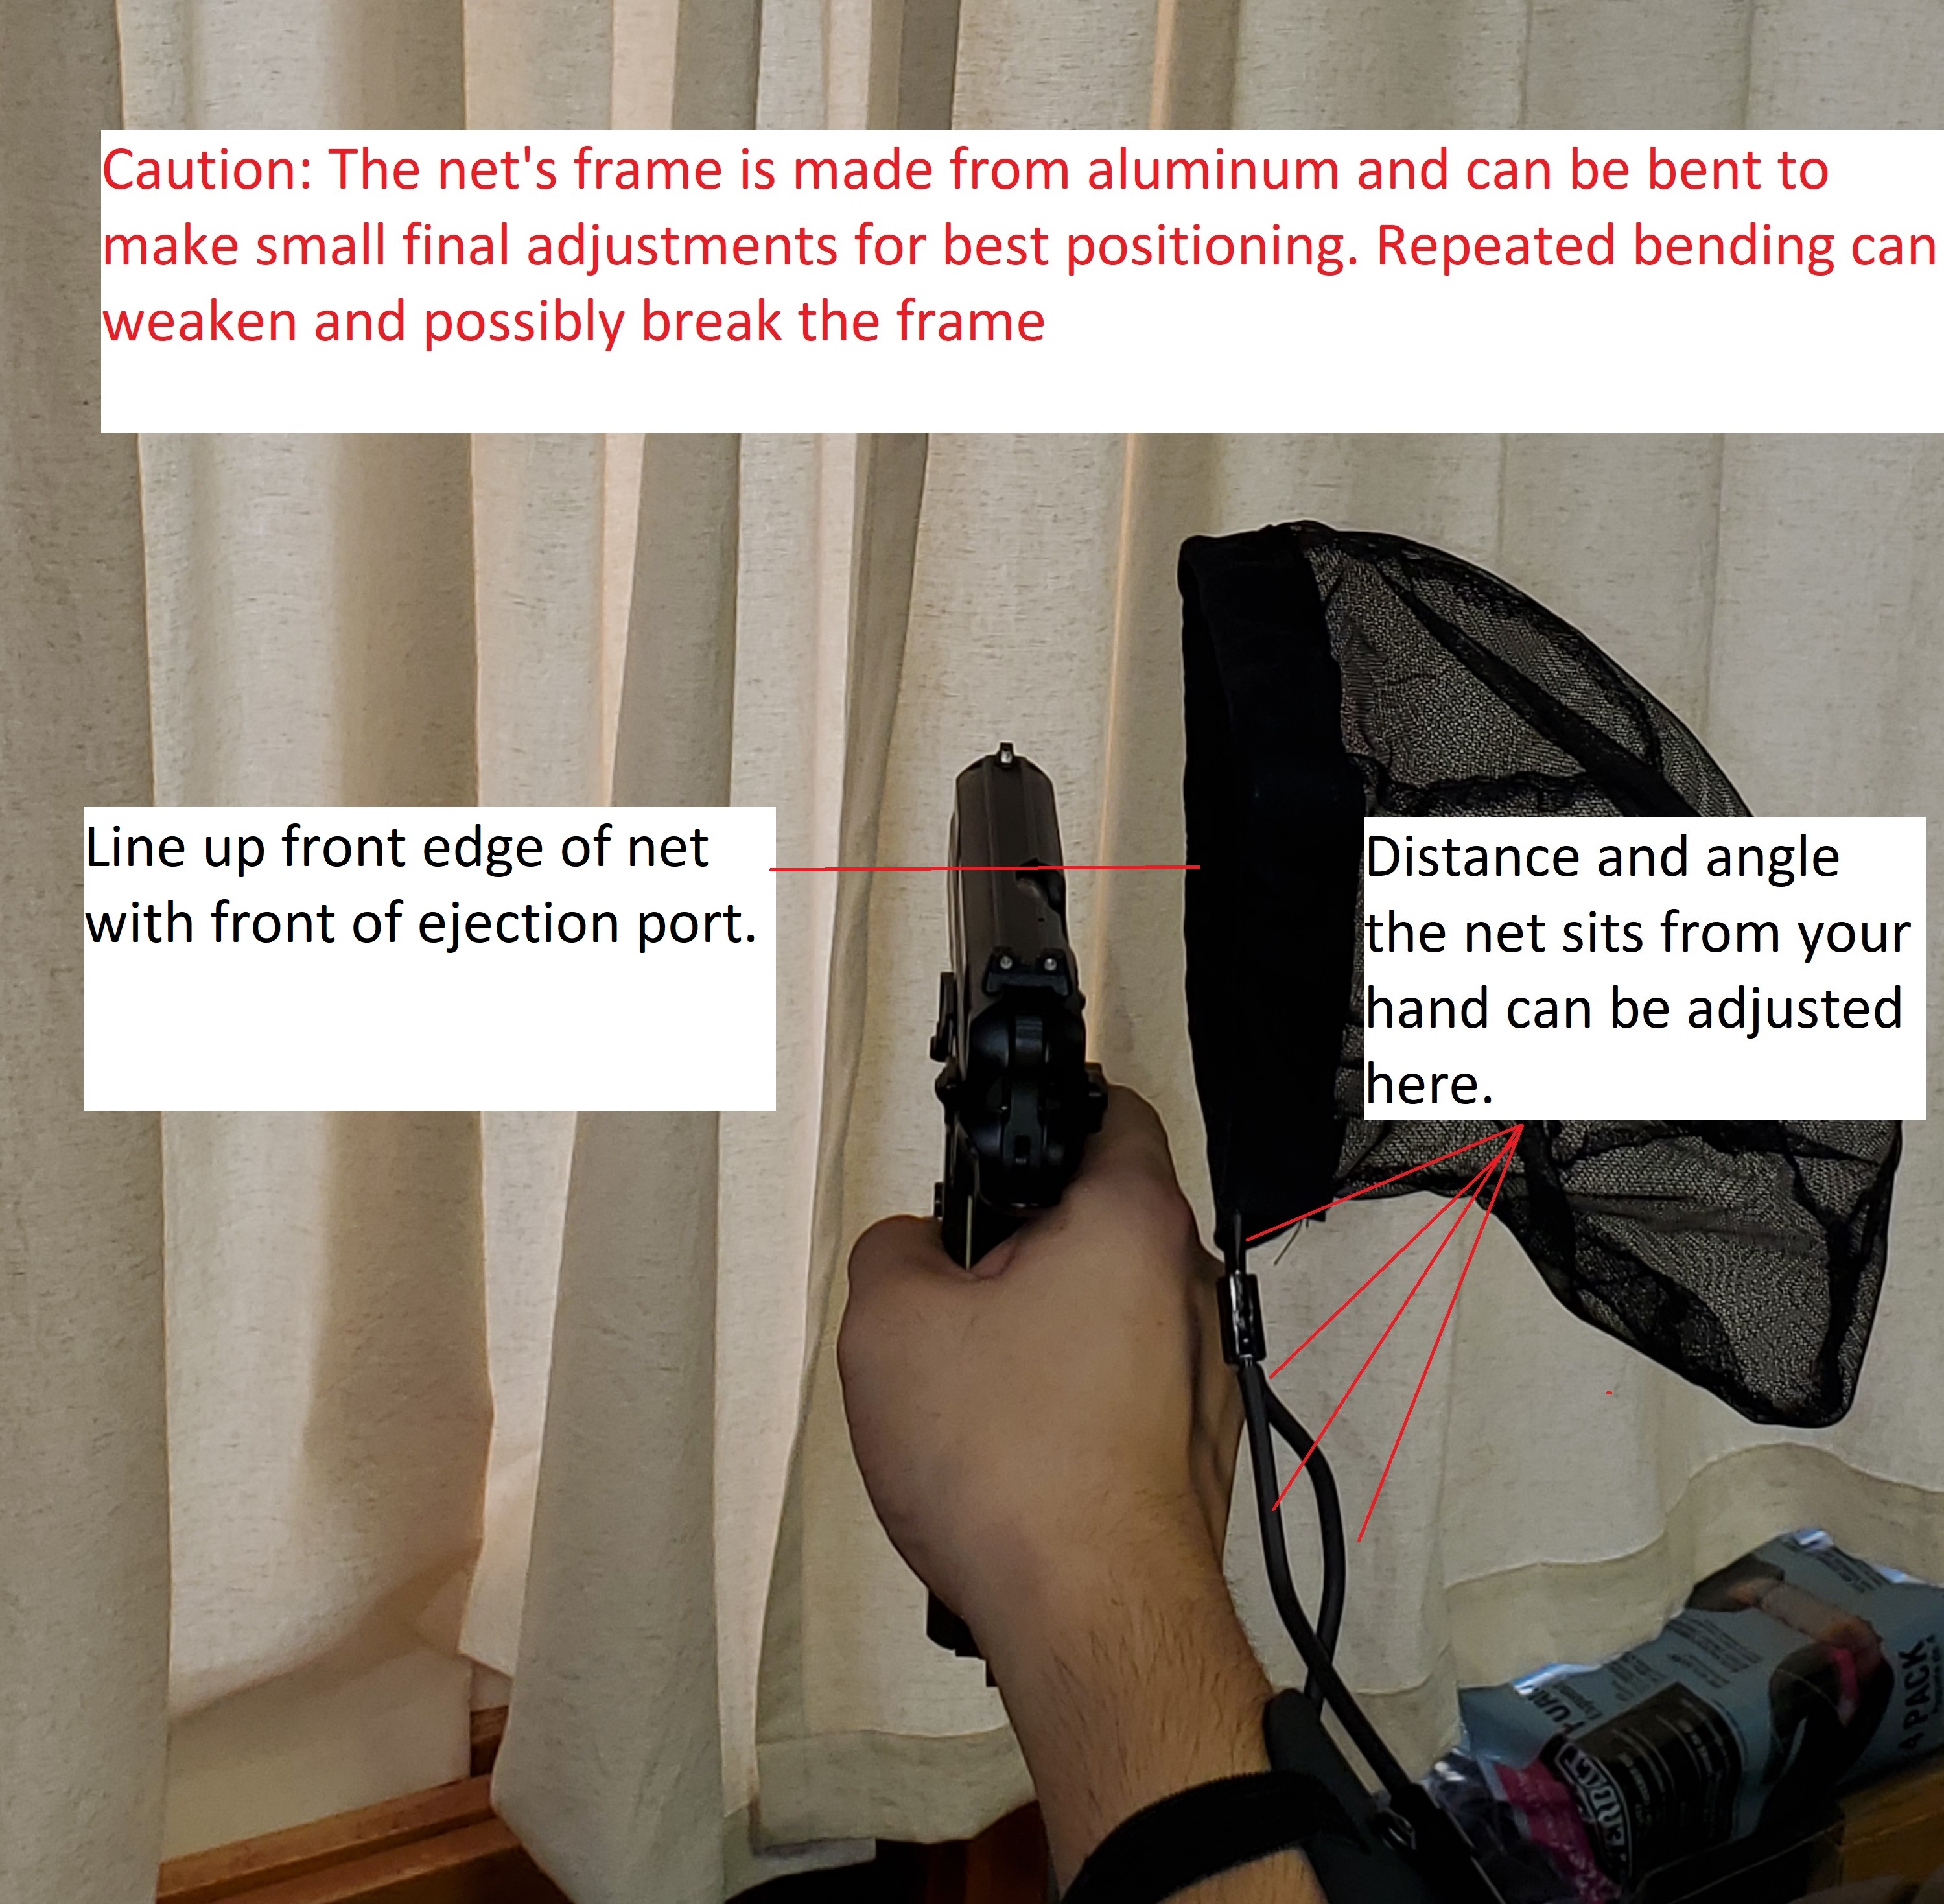 Caution: The net's frame is made from aluminum and can be bent to
make small final adjustments for best positioning. Repeated bending can
weaken and possibly break the frame
Line up front edge of net
with front of ejection port.
Distance and angle
the net sits from your
hand can be adjusted
here.
4 PACK